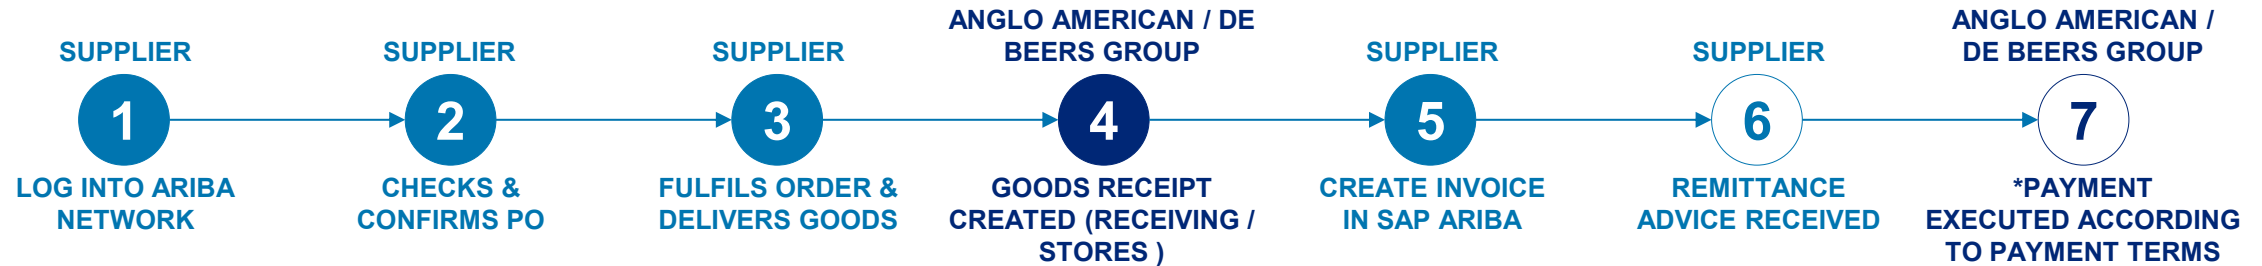 SUPPLIER
1
LOG INTO ARIBA
NETWORK
SUPPLIER
2
CHECKS &
CONFIRMS PO
SUPPLIER
3
FULFILS ORDER &
DELIVERS GOODS
ANGLO AMERICAN / DE
BEERS GROUP
4
GOODS RECEIPT
CREATED (RECEIVING /
STORES )
SUPPLIER
5
CREATE INVOICE
IN SAP ARIBA
SUPPLIER
6
REMITTANCE
ADVICE RECEIVED
ANGLO AMERICAN /
DE BEERS GROUP
7
*PAYMENT
EXECUTED ACCORDING
TO PAYMENT TERMS